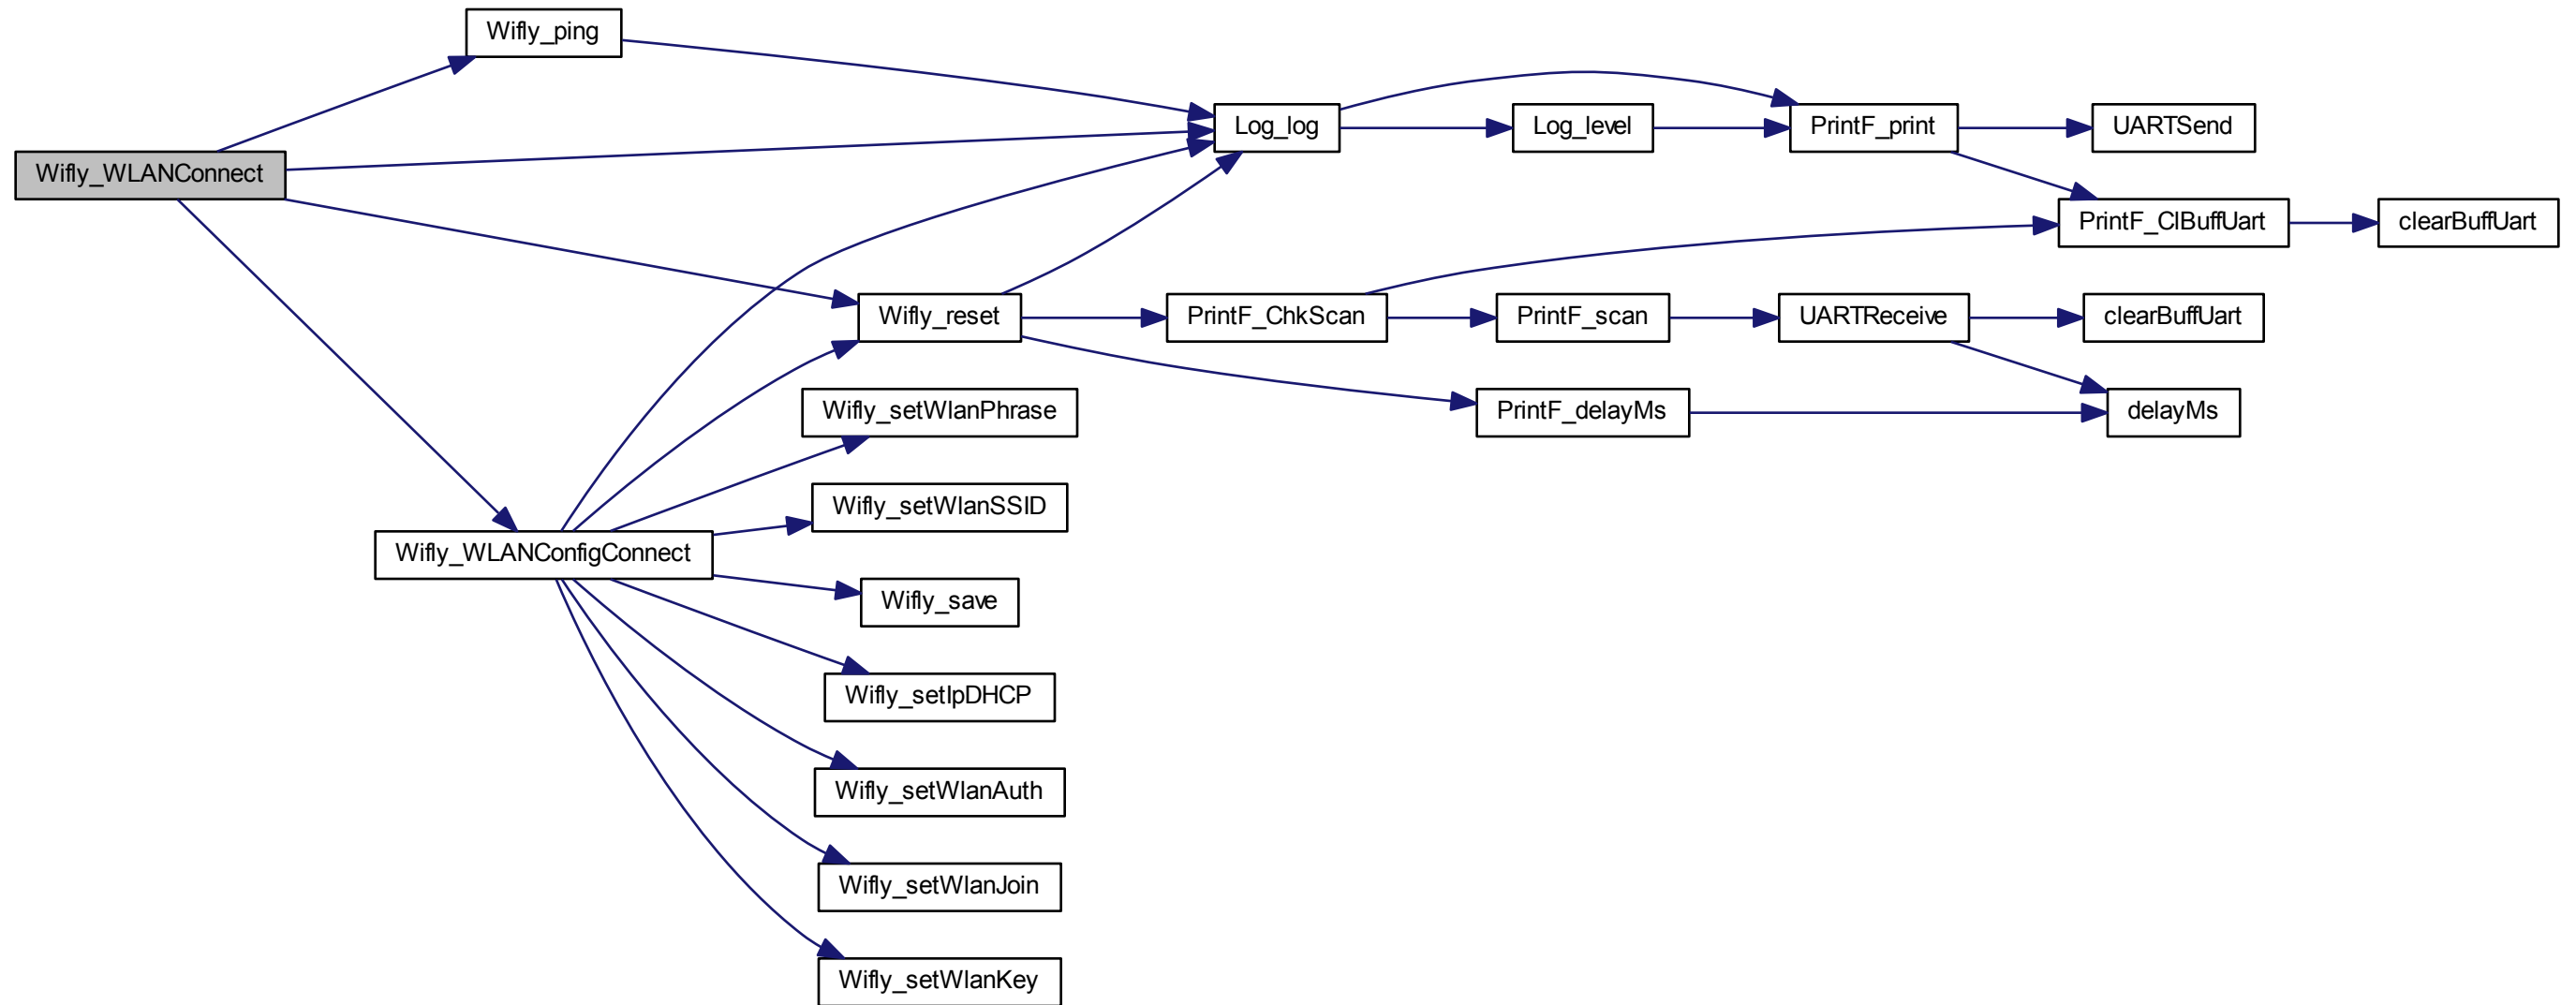 Wifly_ping
Log_log
Log_level
PrintF_print
UARTSend
Wifly_WLANConnect
PrintF_ClBuffUart
clearBuffUart
Wifly_reset
PrintF_ChkScan
PrintF_scan
UARTReceive
clearBuffUart
Wifly_setWlanPhrase
PrintF_delayMs
delayMs
Wifly_setWlanSSID
Wifly_WLANConfigConnect
Wifly_save
Wifly_setIpDHCP
Wifly_setWlanAuth
Wifly_setWlanJoin
Wifly_setWlanKey